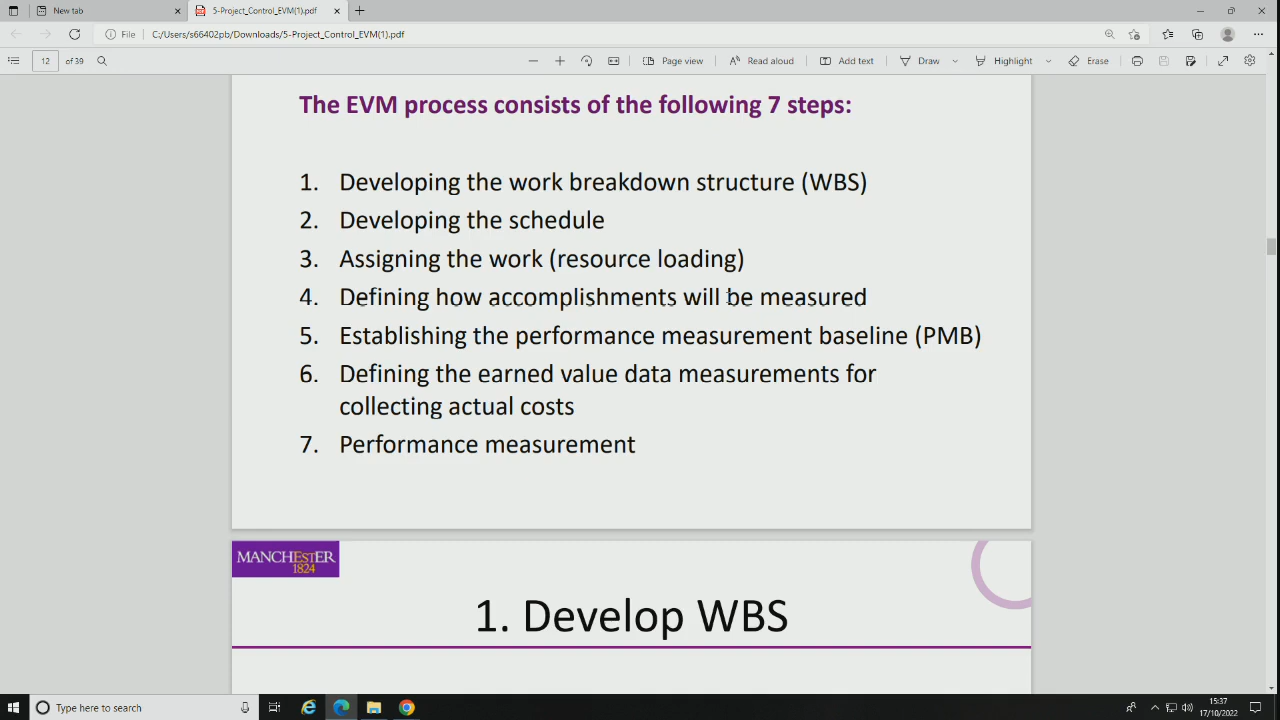 New tab
5-Project_Control_EVM(1).pdf
File
C:/Users/s66402pb/Downloads/5-Project_Control_EVM(1).pdf
12 of 39
Page view
Read aloud
Add text
Draw
Highlight
Erase
The EVM process consists of the following 7 steps:
1. Developing the work breakdown structure (WBS)
2. Developing the schedule
3. Assigning the work (resource loading)
4. Defining how accomplishments will be measured
5. Establishing the performance measurement baseline (PMB)
6. Defining the earned value data measurements for
collecting actual costs
7. Performance measurement
MANCHESTER
1824
1. Develop WBS
Type here to search
15:37
17/10/2022